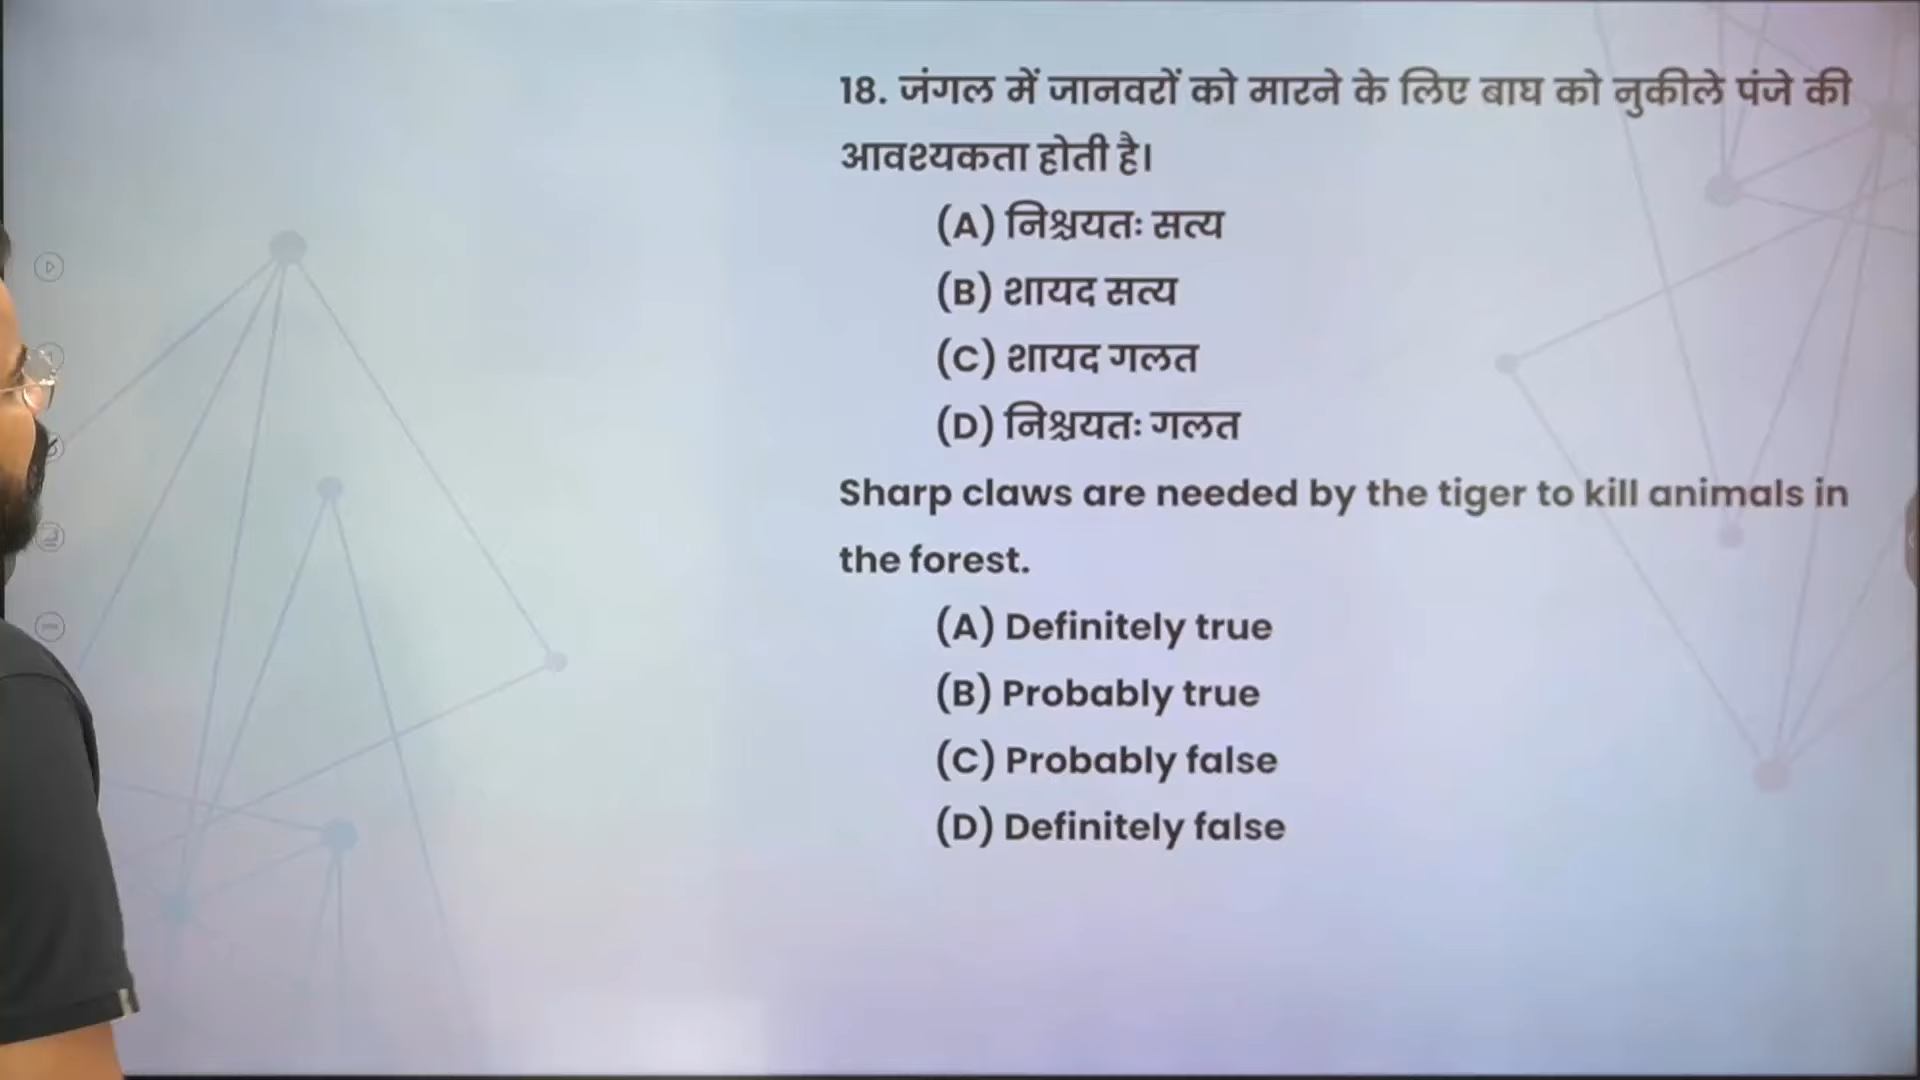 18. जंगल में जानवरों को मारने के लिए बाघ को नुकीले पंजे की
आवश्यकता होती है।
(A) निश्चयतः सत्य
(B) शायद सत्य
(C) शायद गलत
(D) निश्चयतः गलत
Sharp claws are needed by the tiger to kill animals in
the forest.
(A) Definitely true
(B) Probably true
(C) Probably false
(D) Definitely false